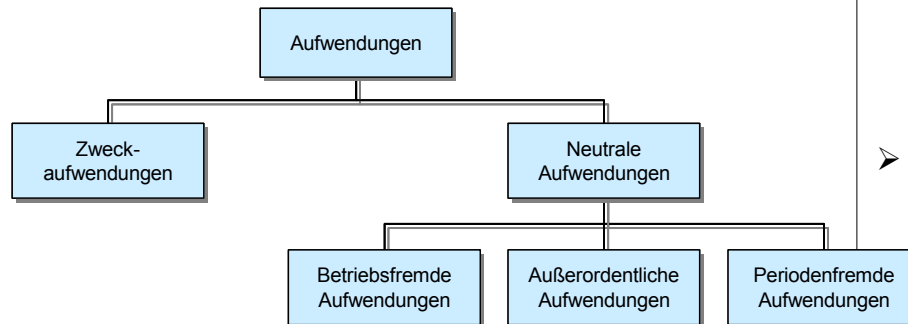 Aufwendungen
Zweck-
aufwendungen
Neutrale
Aufwendungen
Betriebsfremde
Aufwendungen
Außerordentliche
Aufwendungen
Periodenfremde
Aufwendungen